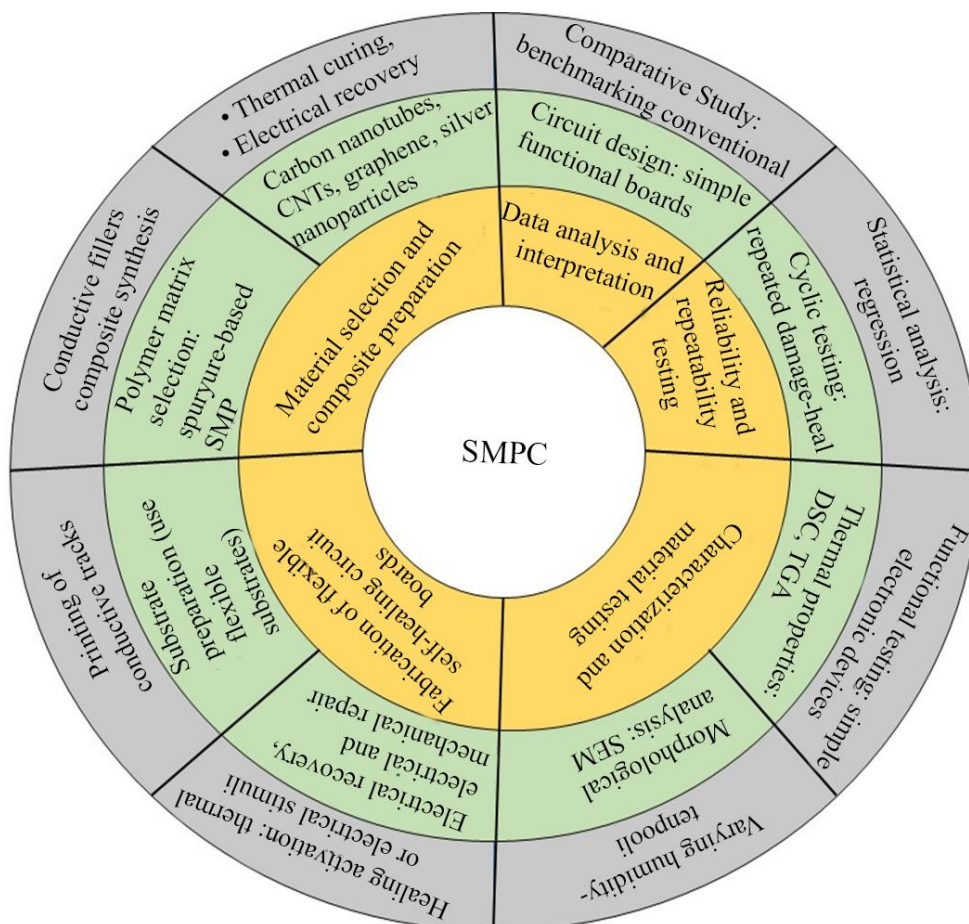 SMPC
Material selection and
composite preparation
Data analysis and
interpretation
Reliability and
repeatability
testing
Characterization and
material testing
Fabrication of flexible
self-healing circuit
boards
Carbon nanotubes,
CNTs, graphene, silver
nanoparticles
Circuit design: simple
functional boards
Cyclic testing:
repeated damage-heal
Thermal properties:
DSC, TGA
Morphological
analysis: SEM
Electrical recovery,
electrical and
mechanical repair
Substrate
preparation (use
flexible
substrates)
Polymer matrix
selection:
spuryure-based
SMP
• Thermal curing,
• Electrical recovery
Comparative Study:
benchmarking conventional
Statistical analysis:
regression
Functional testing: simple
electronic devices
Varying humidity-
tenpooli
Healing activation: thermal
or electrical stimuli
Printing of
conductive tracks
Conductive fillers
composite synthesis